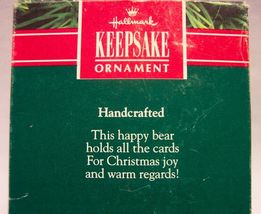 Hallmark
KEEPSAKE
ORNAMENT
Handcrafted
This happy bear
holds all the cards
For Christmas joy
and warm regards!